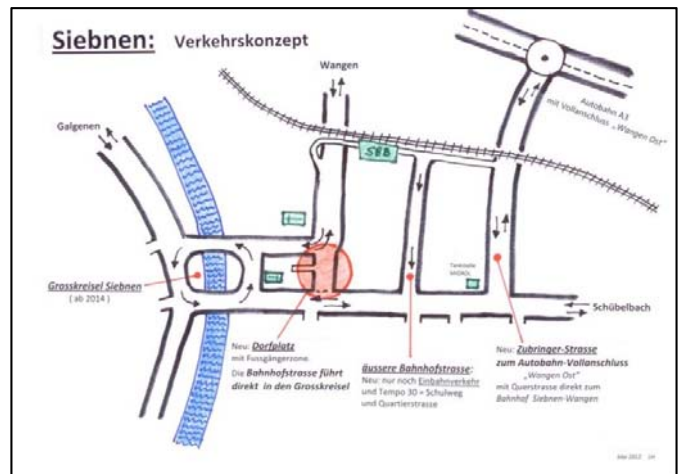 Siebnen: Verkehrskonzept
Wangen
Galgenen
Autobahn A3
mit Vollanschluss „Wangen Ost"
SBB
Tankstelle
Grosskreisel Siebnen
( ab 2014 )
Schübelbach
Neu: Dorfplatz
mit Fussgängerzone.
Die Bahnhofstrasse führt
direkt in den Grosskreisel
äussere Bahnhofstrasse:
Neu: nur noch Einbahnverkehr
und Tempo 30 = Schulweg
und Quartierstrasse
Neu: Zubringer-Strasse
zum Autobahn-Vollanschluss
„Wangen Ost"
mit Querstrasse direkt zum
Bahnhof Siebnen-Wangen